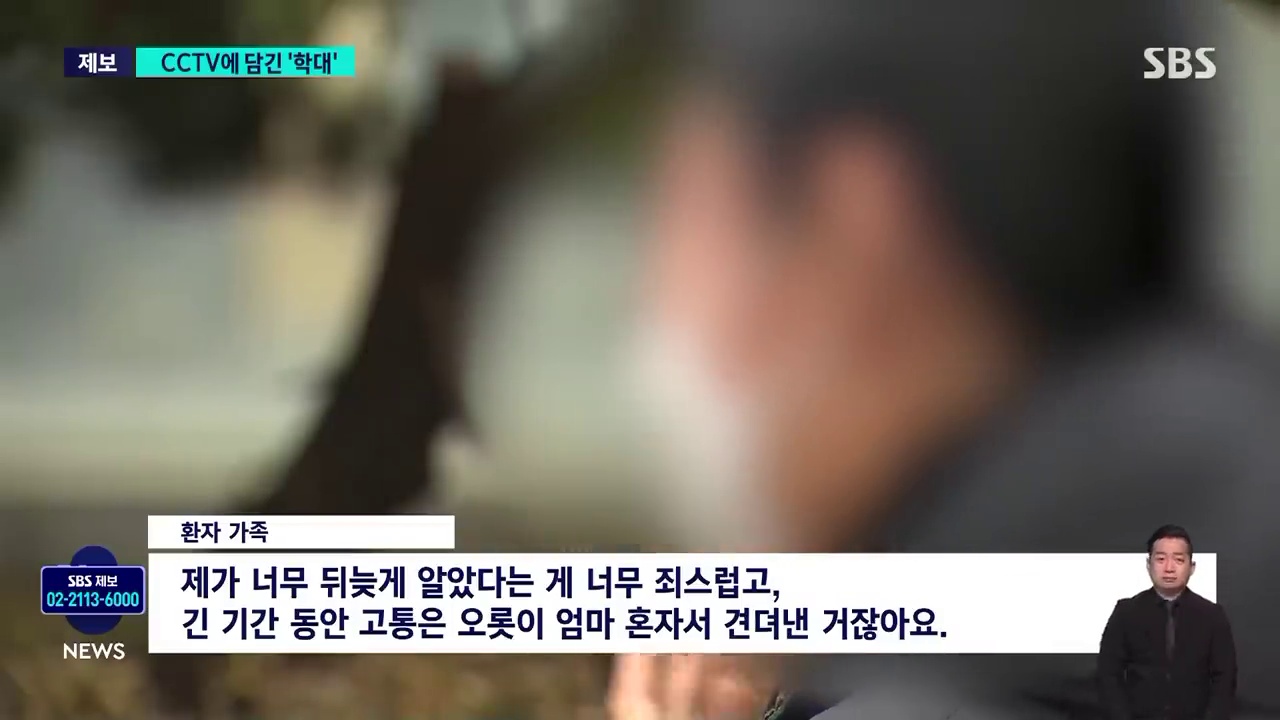 제보 CCTV에 담긴 '학대'
SBS
환자 가족
제가 너무 뒤늦게 알았다는 게 너무 죄스럽고,
긴 기간 동안 고통은 오롯이 엄마 혼자서 견뎌낸 거잖아요.
SBS 제보
02-2113-6000
NEWS